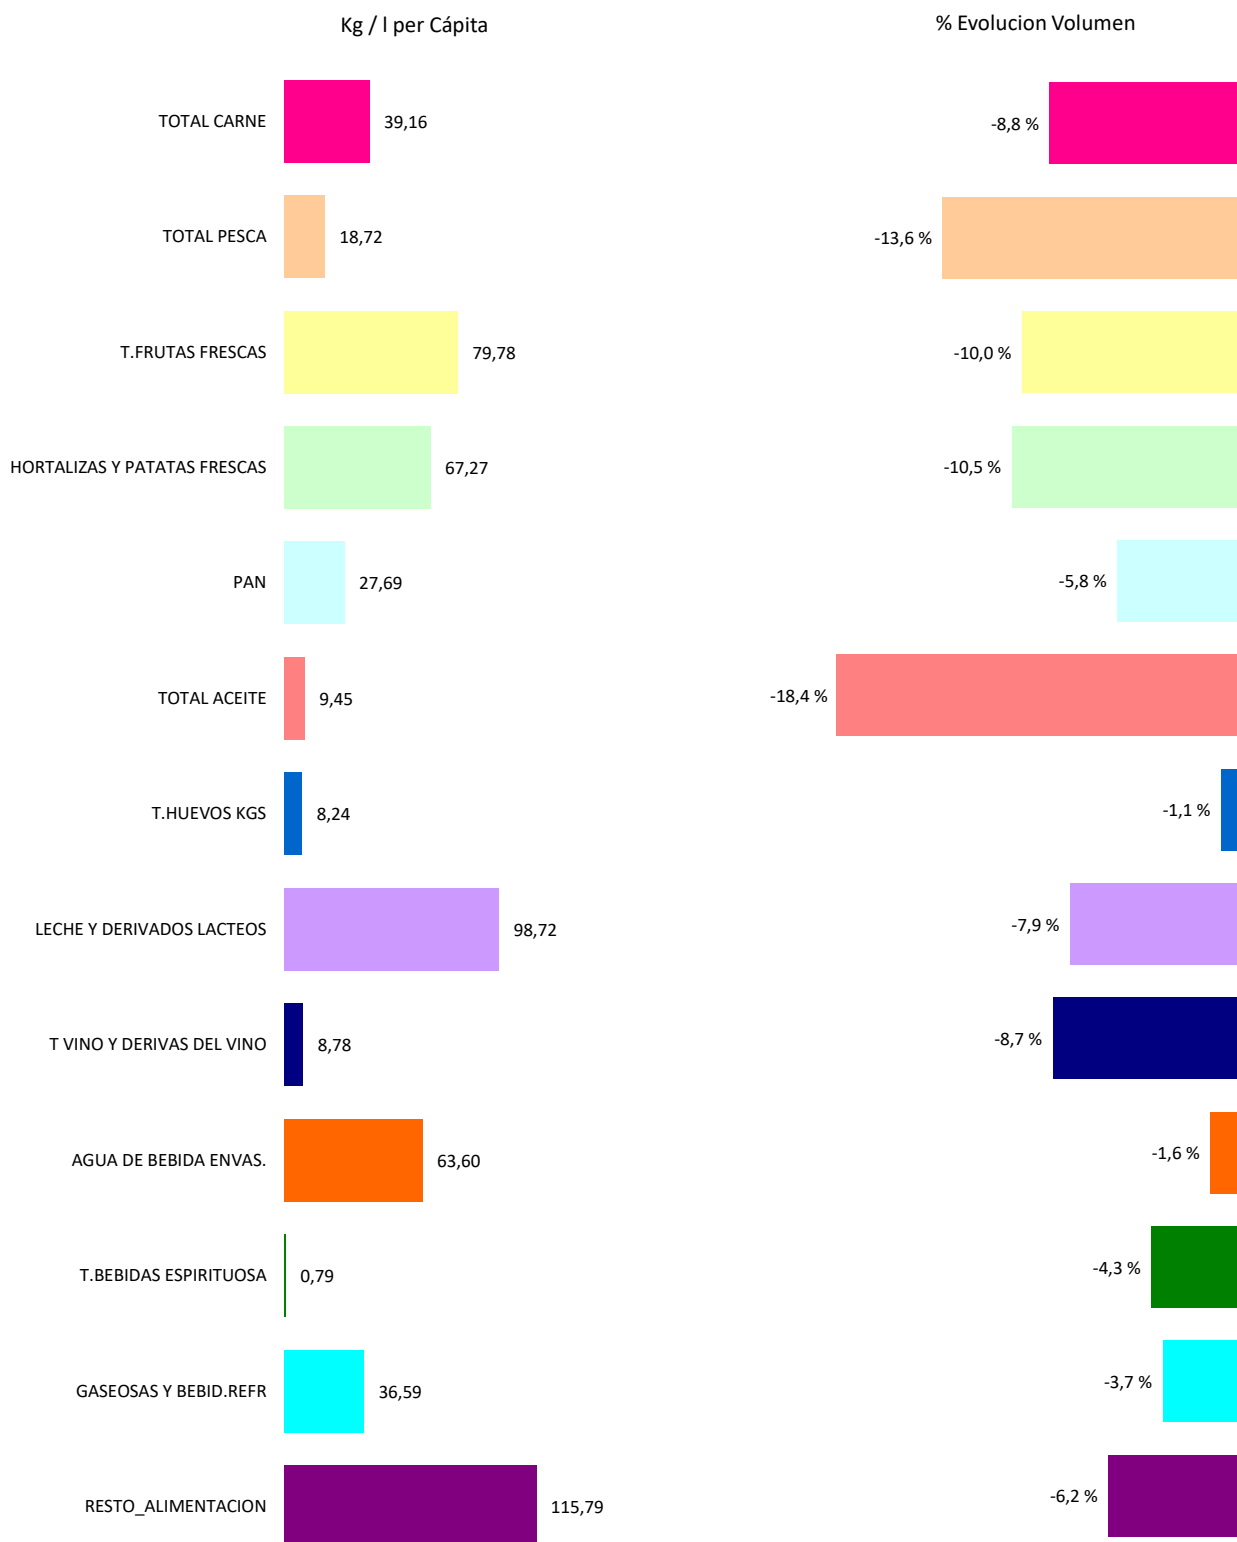 Kg / l per Cápita
% Evolucion Volumen
TOTAL CARNE 39,16 -8,8 %
TOTAL PESCA 18,72 -13,6 %
T.FRUTAS FRESCAS 79,78 -10,0 %
HORTALIZAS Y PATATAS FRESCAS 67,27 -10,5 %
PAN 27,69 -5,8 %
TOTAL ACEITE 9,45 -18,4 %
T.HUEVOS KGS 8,24 -1,1 %
LECHE Y DERIVADOS LACTEOS 98,72 -7,9 %
T VINO Y DERIVAS DEL VINO 8,78 -8,7 %
AGUA DE BEBIDA ENVAS. 63,60 -1,6 %
T.BEBIDAS ESPIRITUOSA 0,79 -4,3 %
GASEOSAS Y BEBID.REFR 36,59 -3,7 %
RESTO_ALIMENTACION 115,79 -6,2 %